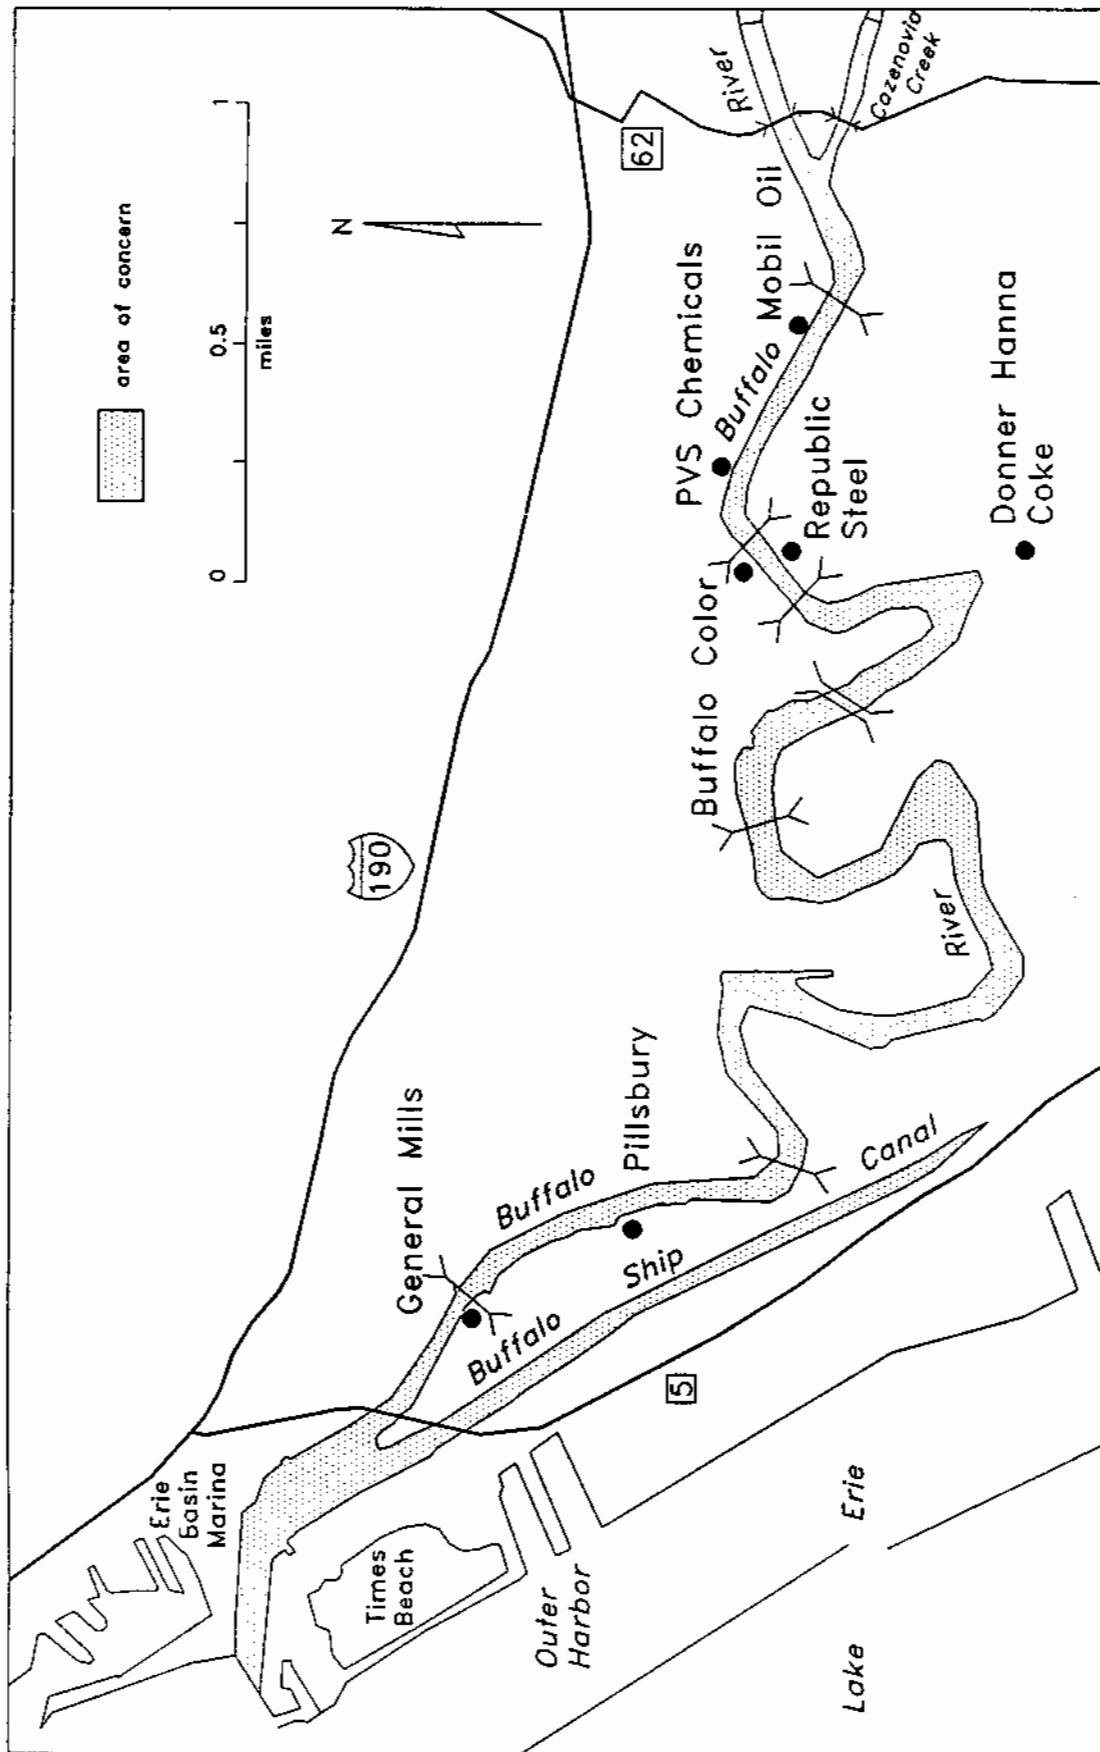 area of concern
0
0.5
1
miles
N
190
62
5
Erie
Basin
Marina
Times
Beach
Outer
Harbor
Lake Erie
General Mills
Pillsbury
Buffalo
Buffalo Ship Canal
River
Buffalo Color
PVS Chemicals
Republic
Steel
Donner Hanna
Coke
Mobil Oil
Buffalo
River
Cazenovia
Creek